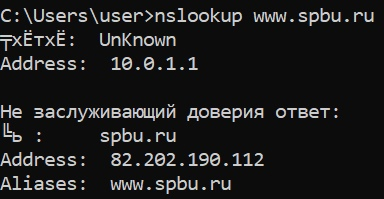 C:\Users\user>nslookup www.spbu.ru
╤хЁтхЁ:  UnKnown
Address:  10.0.1.1
Не заслуживающий доверия ответ:
╚ь :     spbu.ru
Address:  82.202.190.112
Aliases:  www.spbu.ru